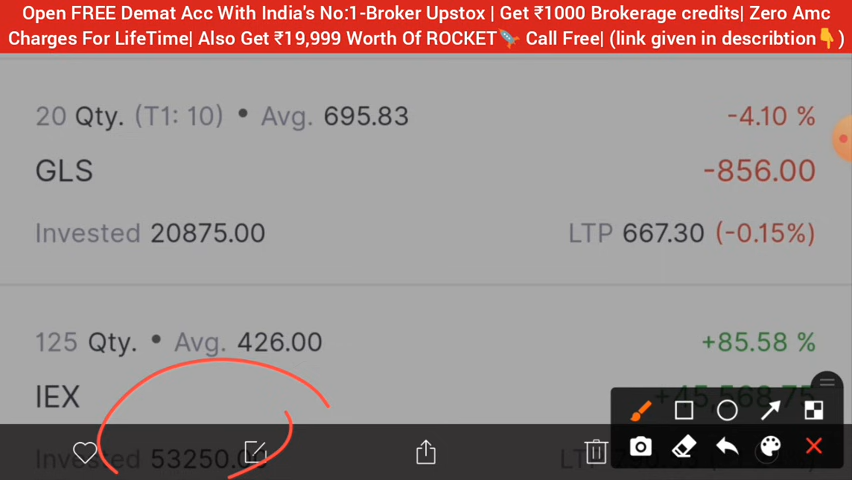 Open FREE Demat Acc With India's No:1-Broker Upstox | Get ₹1000 Brokerage credits| Zero Amc
Charges For LifeTime| Also Get ₹19,999 Worth Of ROCKET🚀 Call Free| (link given in describtion👇)
20 Qty. (T1: 10) • Avg. 695.83 -4.10 %
GLS -856.00
Invested 20875.00 LTP 667.30 (-0.15%)
125 Qty. • Avg. 426.00 +85.58 %
IEX +45,568.75
Invested 53250.00